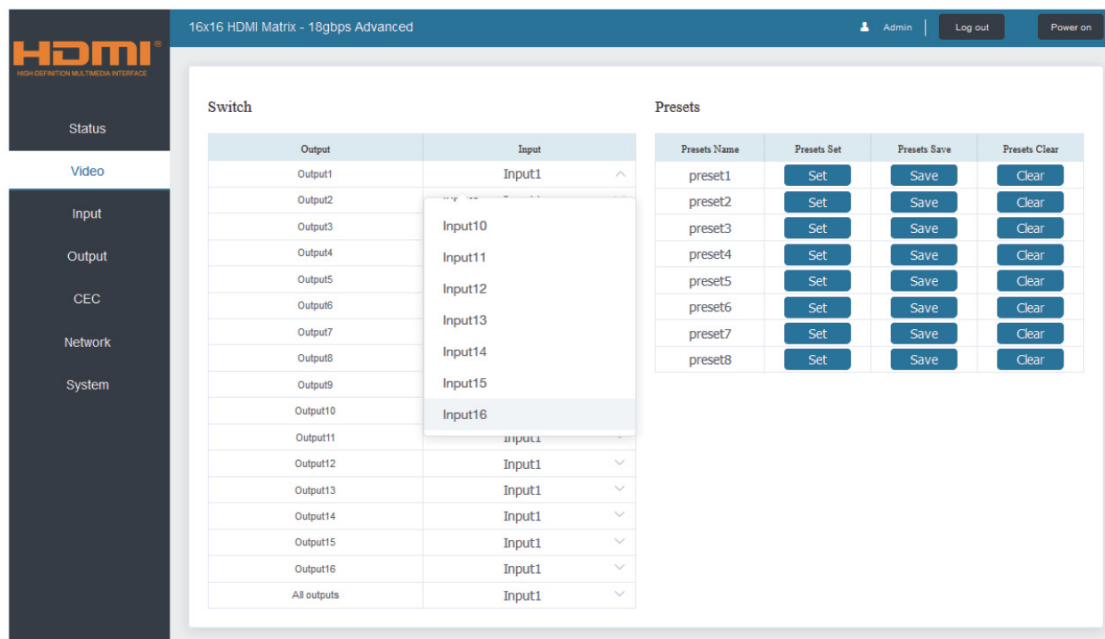 16x16 HDMI Matrix - 18gbps Advanced
Admin
Log out
Power on
HDMI®
HIGH-DEFINITION MULTIMEDIA INTERFACE
Status
Video
Input
Output
CEC
Network
System
Switch
Output Input
Output1 Input1
Output2
Output3
Output4
Output5
Output6
Output7
Output8
Output9
Output10
Output11 Input1
Output12 Input1
Output13 Input1
Output14 Input1
Output15 Input1
Output16 Input1
All outputs Input1
Input10
Input11
Input12
Input13
Input14
Input15
Input16
Presets
Presets Name Presets Set Presets Save Presets Clear
preset1 Set Save Clear
preset2 Set Save Clear
preset3 Set Save Clear
preset4 Set Save Clear
preset5 Set Save Clear
preset6 Set Save Clear
preset7 Set Save Clear
preset8 Set Save Clear